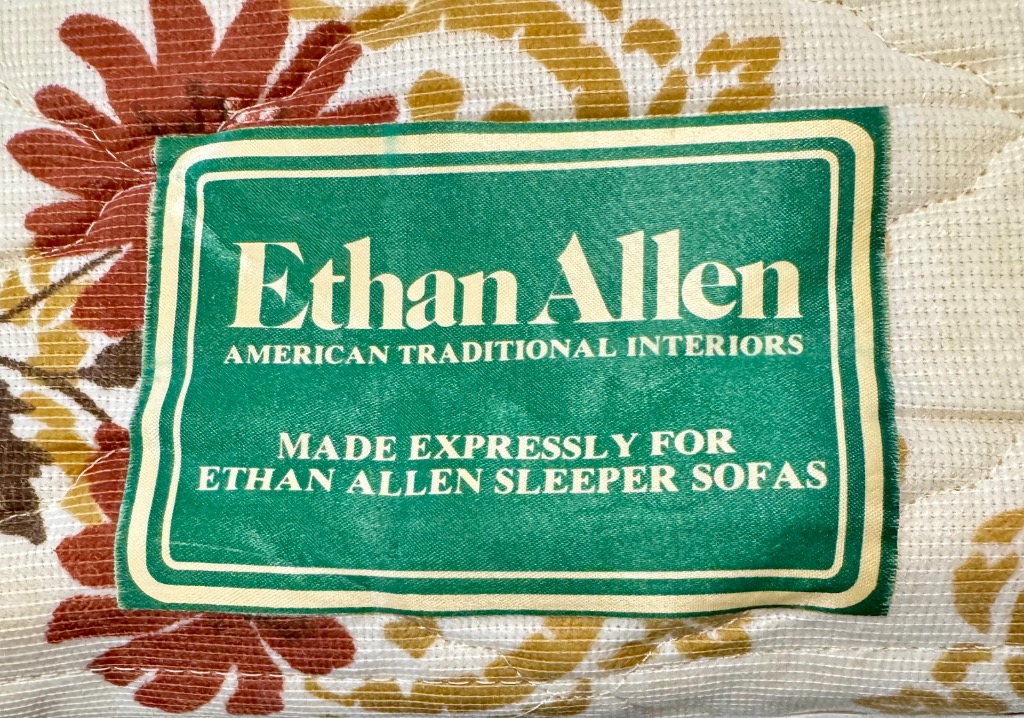 Ethan Allen
AMERICAN TRADITIONAL INTERIORS
MADE EXPRESSLY FOR
ETHAN ALLEN SLEEPER SOFAS